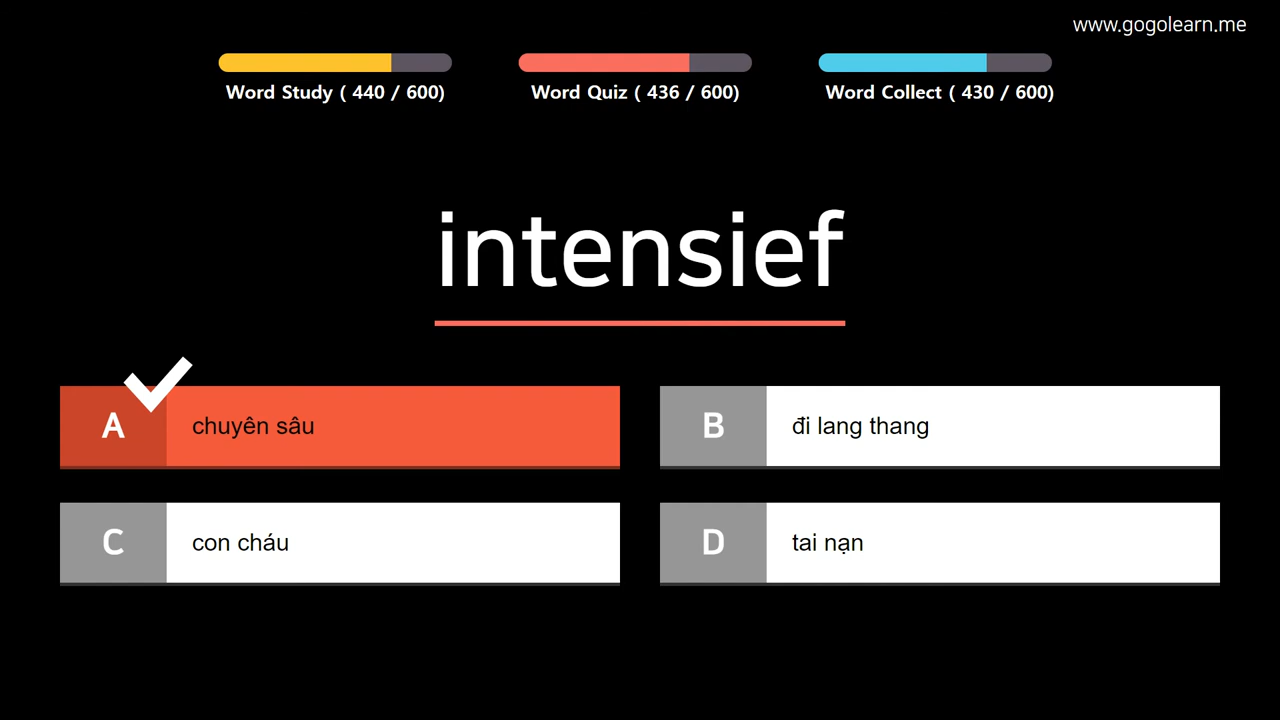 www.gogolearn.me
Word Study ( 440 / 600)
Word Quiz ( 436 / 600)
Word Collect ( 430 / 600)
intensief
A chuyên sâu
B đi lang thang
C con cháu
D tai nạn